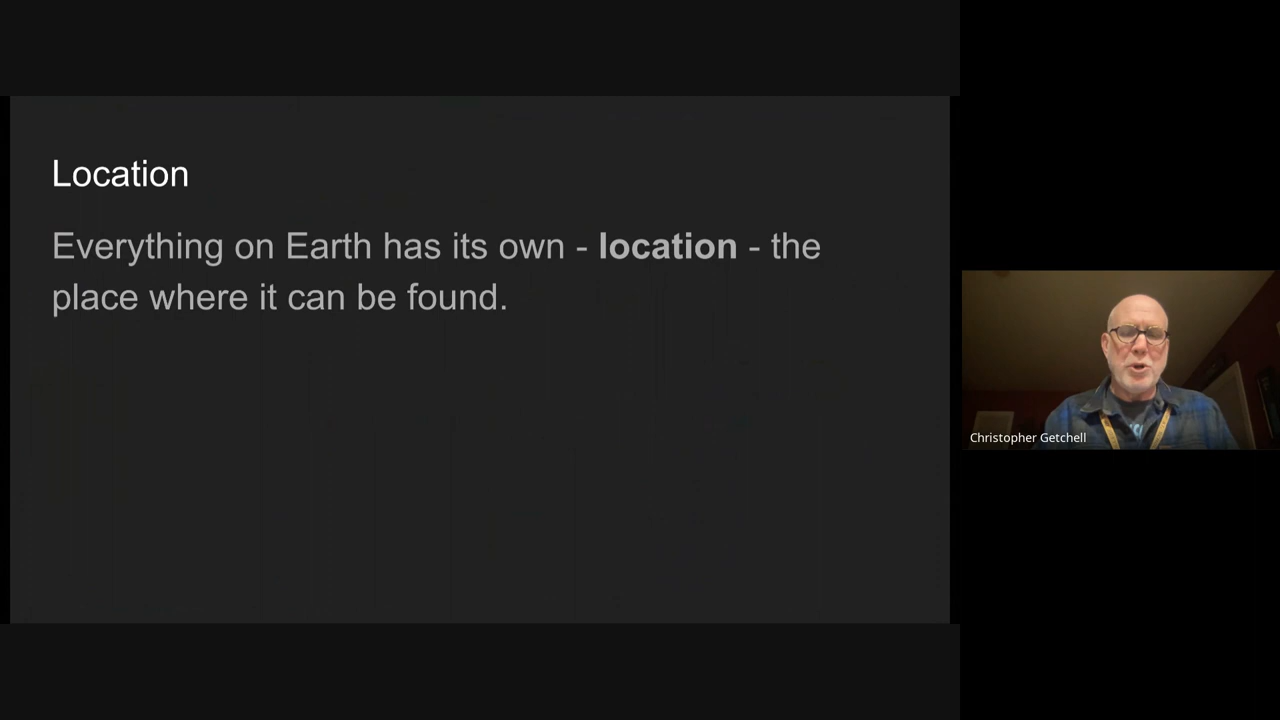 Location
Everything on Earth has its own - location - the
place where it can be found.
Christopher Getchell